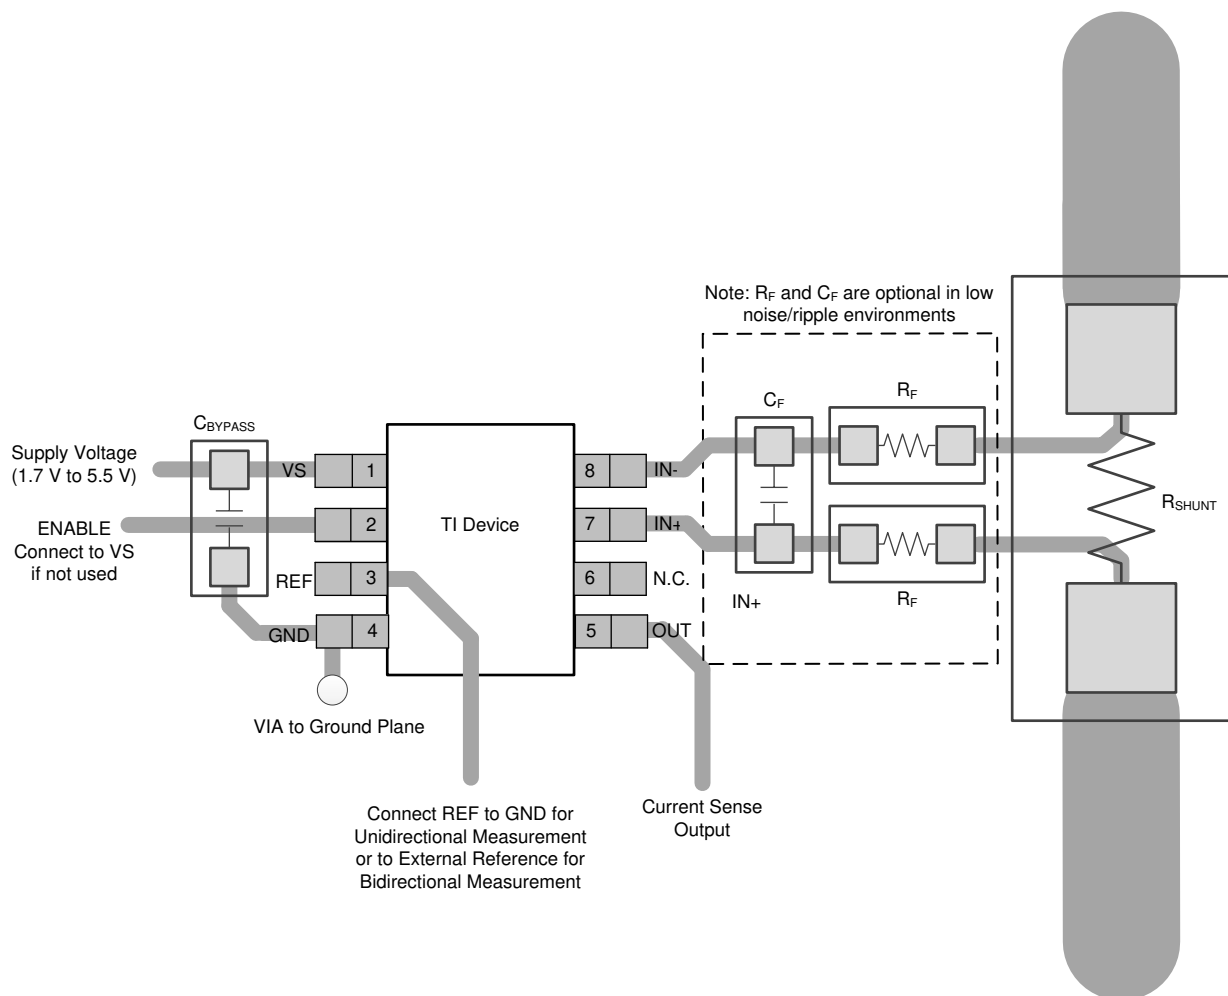 Note: RF and CF are optional in low
noise/ripple environments
CBYPASS
CF
RF
Supply Voltage
(1.7 V to 5.5 V)
VS
1
8
IN-
RSHUNT
ENABLE
Connect to VS
if not used
2
TI Device
7
IN+
REF
3
6
N.C.
IN+
RF
GND
4
5
OUT
VIA to Ground Plane
Connect REF to GND for
Unidirectional Measurement
or to External Reference for
Bidirectional Measurement
Current Sense
Output